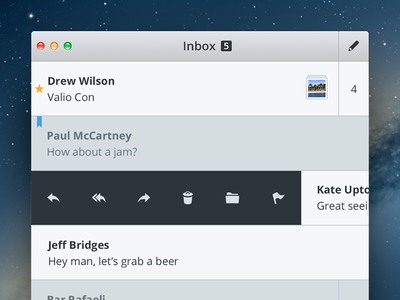 Inbox 5
Drew Wilson
Valio Con
4
Paul McCartney
How about a jam?
Kate Upto
Great seei
Jeff Bridges
Hey man, let's grab a beer
Bar Rafaeli